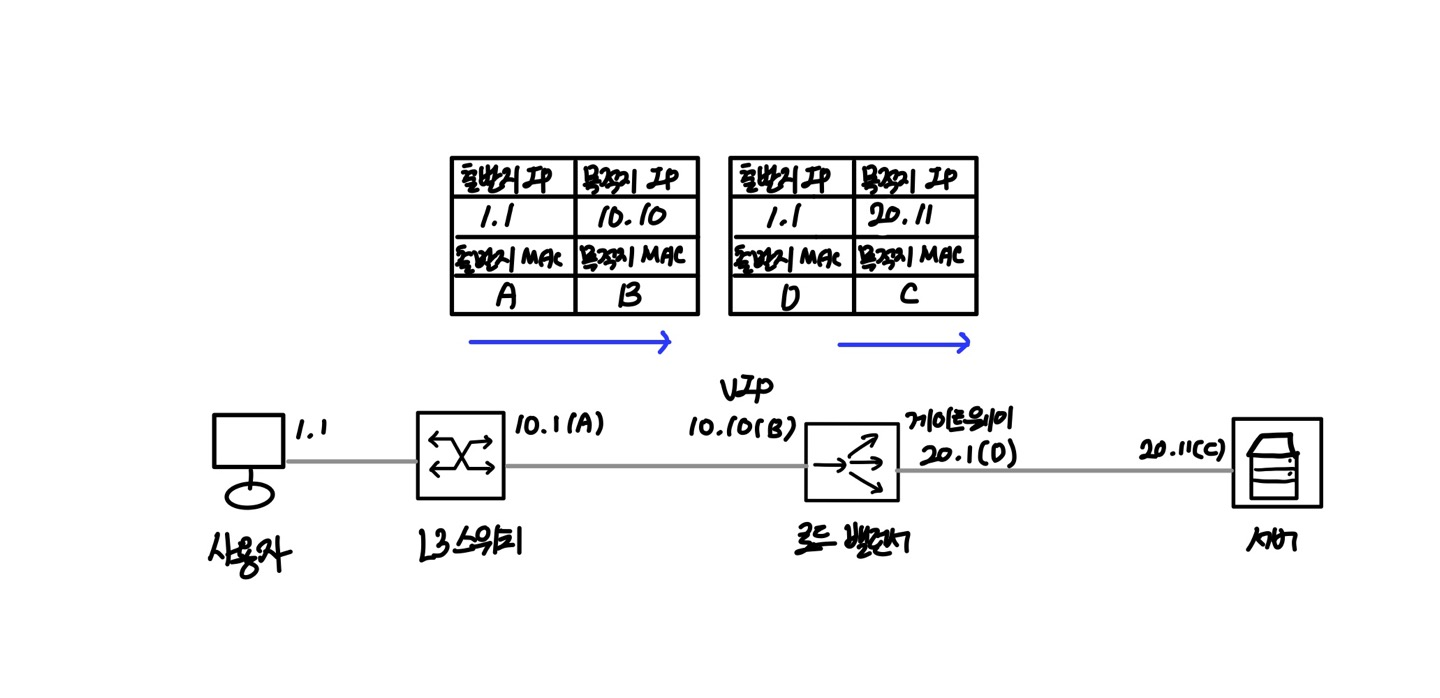 출발지 IP 목적지 IP
1.1 10.10
출발지 MAC 목적지 MAC
A B
출발지 IP 목적지 IP
1.1 20.11
출발지 MAC 목적지 MAC
D C
VIP
1.1
10.1(A)
10.10(B)
게이트웨이
20.1(D)
20.11(C)
사용자
L3 스위치
로드 밸런서
서버